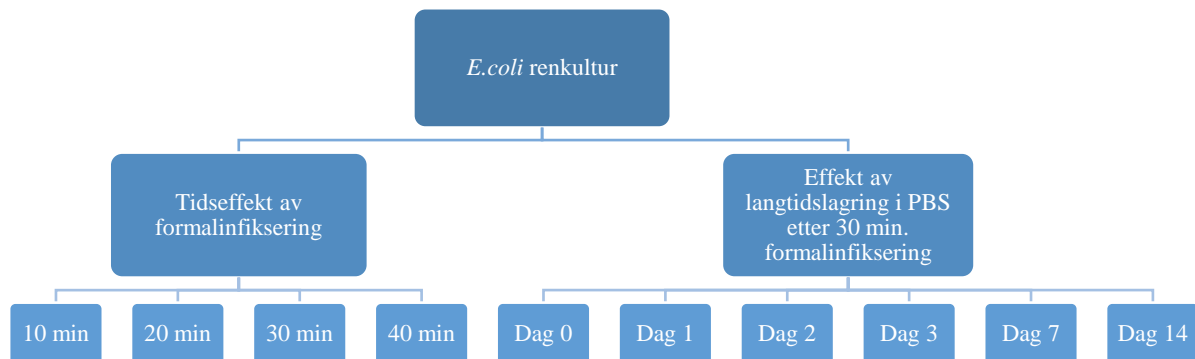 E.coli renkultur
Tidseffekt av
formalinfiksering
Effekt av
langtidslagring i PBS
etter 30 min.
formalinfiksering
10 min
20 min
30 min
40 min
Dag 0
Dag 1
Dag 2
Dag 3
Dag 7
Dag 14